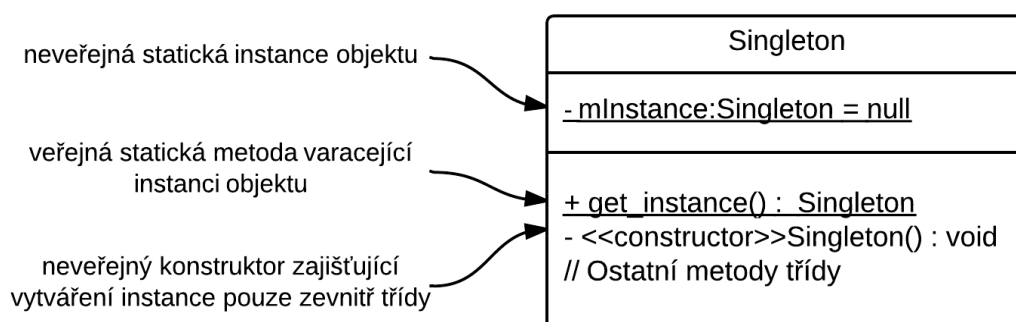 neveřejná statická instance objektu
veřejná statická metoda varacející
instanci objektu
neveřejný konstruktor zajišťující
vytváření instance pouze zevnitř třídy
Singleton
- mInstance:Singleton = null
+ get_instance() : Singleton
- <<constructor>>Singleton() : void
// Ostatní metody třídy